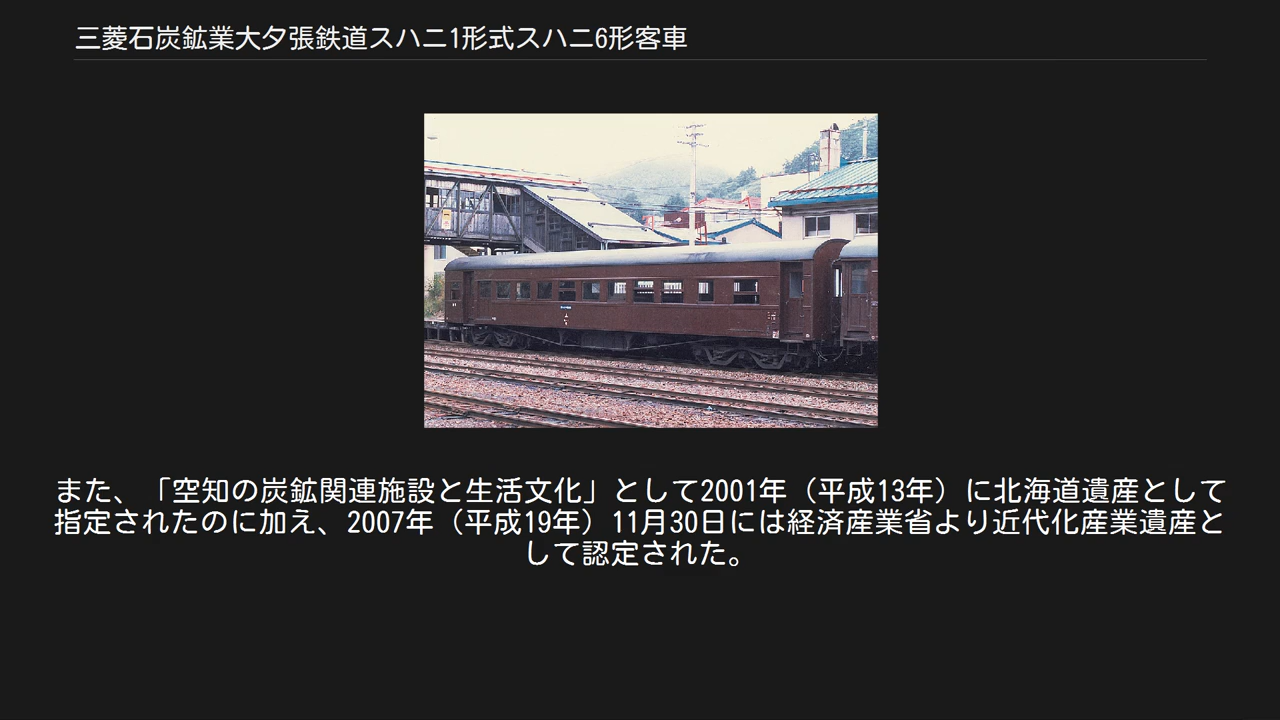 三菱石炭鉱業大夕張鉄道スハニ1形式スハニ6形客車
また、「空知の炭鉱関連施設と生活文化」として2001年（平成13年）に北海道遺産として
指定されたのに加え、2007年（平成19年）11月30日には経済産業省より近代化産業遺産と
して認定された。